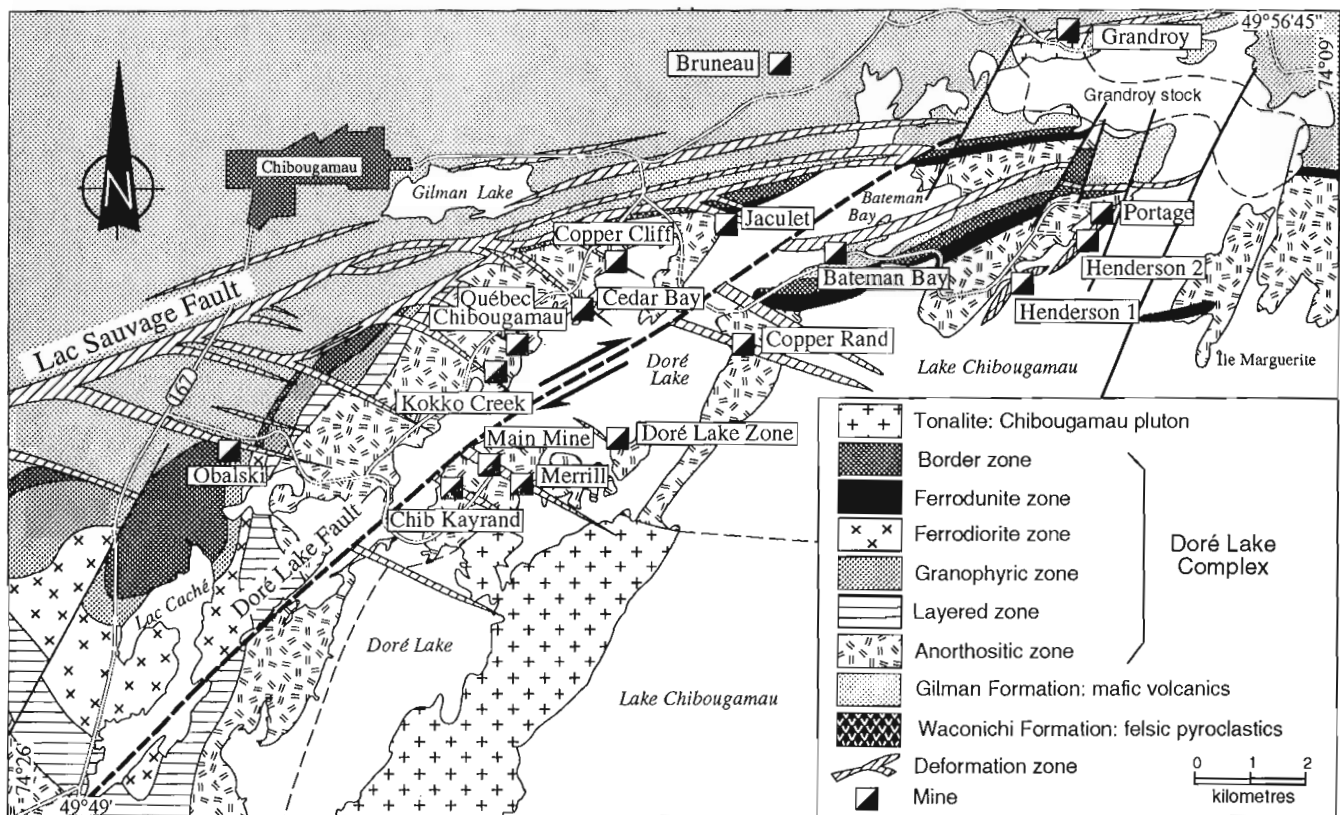 49°56'45"
74°09'
Grandroy
Bruneau
Grandroy stock
Chibougamau
Gilman Lake
Bateman
Bay
Jaculet
Portage
Copper Cliff
Henderson 2
Bateman Bay
Henderson 1
Québec
Chibougamau
Cedar Bay
Lac Sauvage Fault
Copper Rand
Île Marguerite
Doré
Lake
Lake Chibougamau
167
Kokko Creek
Main Mine
Doré Lake Zone
Obalski
Merrill
Chib Kayrand
Doré Lake Fault
Lac Caché
Doré Lake
Lake Chibougamau
74°26'
49°49'
N
Tonalite: Chibougamau pluton
Border zone
Ferrodunite zone
Ferrodiorite zone
Granophyric zone
Layered zone
Anorthositic zone
Doré Lake
Complex
Gilman Formation: mafic volcanics
Waconichi Formation: felsic pyroclastics
Deformation zone
Mine
0 1 2
kilometres